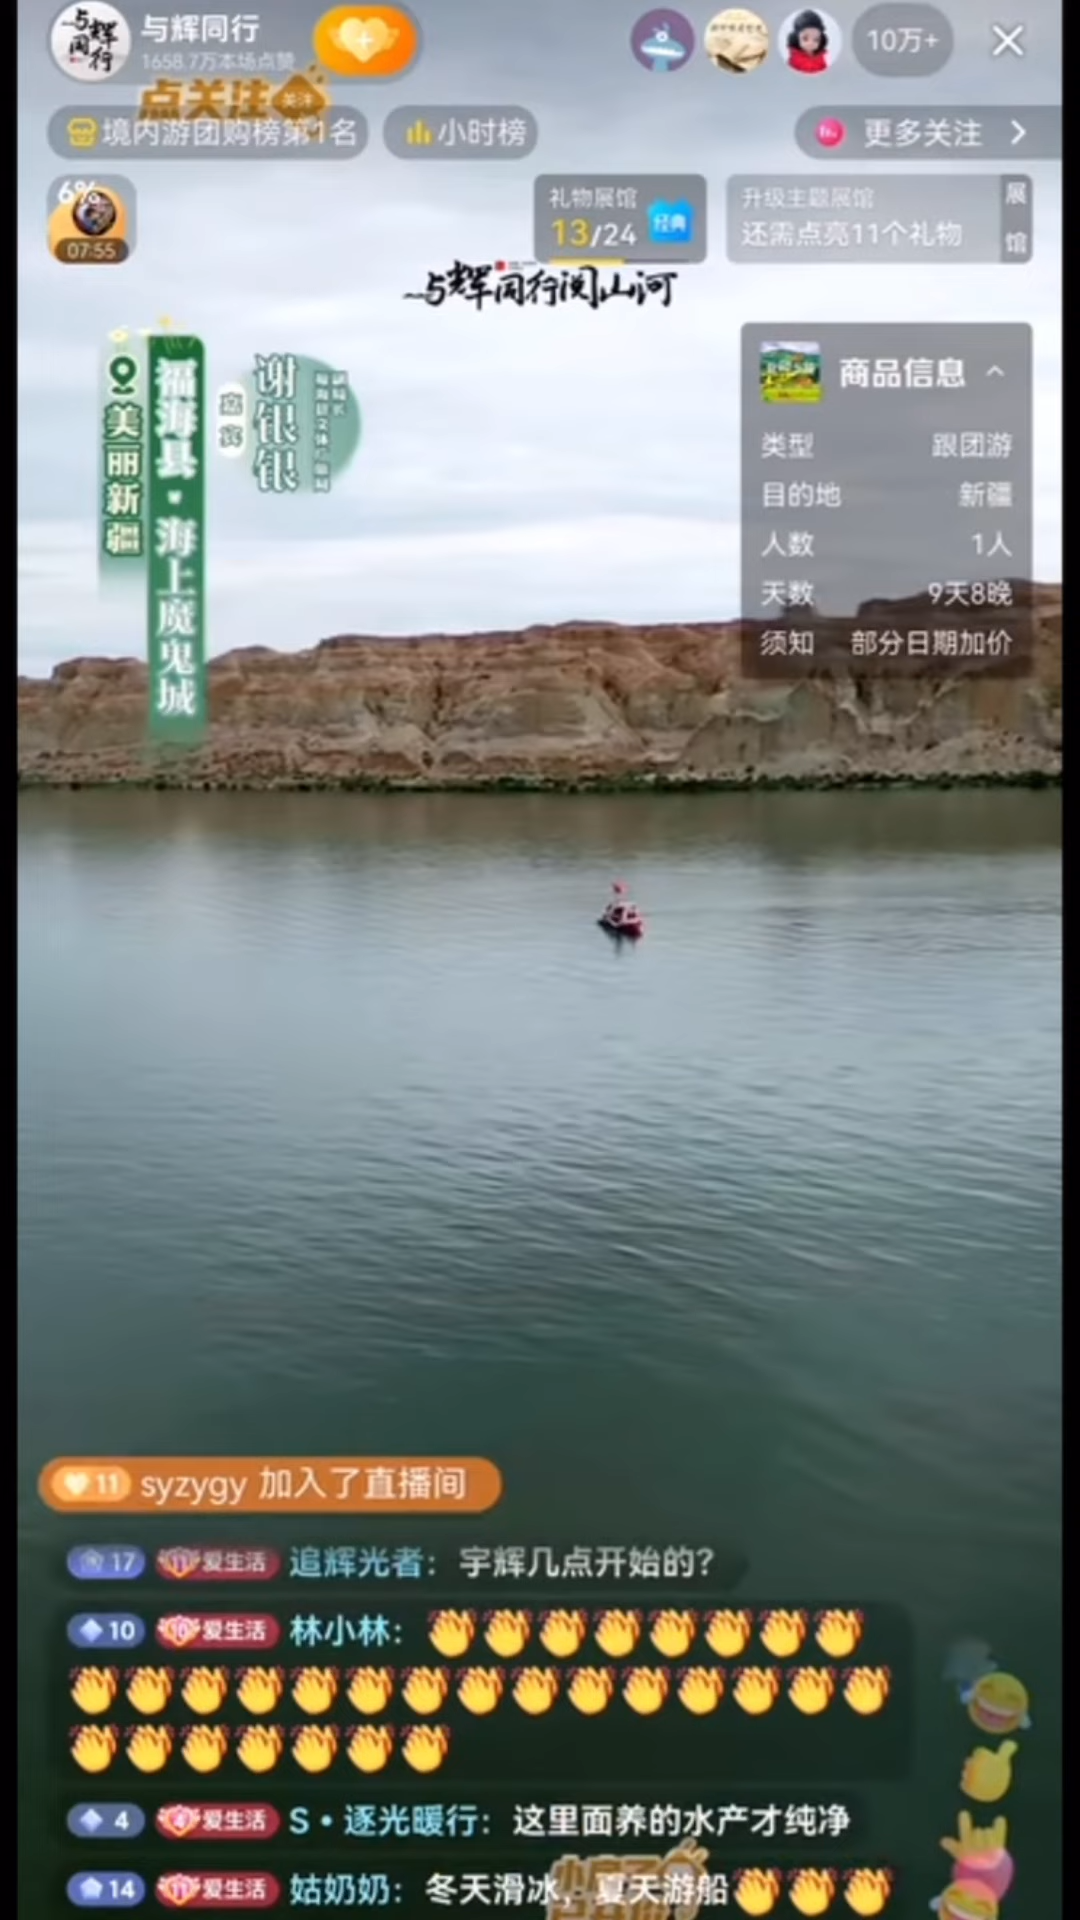 与辉同行
1658.7万本场点赞
10万+
点关注
关注
境内游团购榜第1名
小时榜
更多关注
6%
07:55
礼物展馆
13/24
经典
升级主题展馆
还需点亮11个礼物
展馆
与辉同行阅山河
美丽新疆
福海县·海上魔鬼城
嘉宾
谢银银
商品信息
类型 跟团游
目的地 新疆
人数 1人
天数 9天8晚
须知 部分日期加价
11 syzygy 加入了直播间
17 11 爱生活 追辉光者：宇辉几点开始的？
10 爱生活 林小林：👏👏👏👏👏👏👏👏
👏👏👏👏👏👏👏👏👏👏👏👏👏👏👏
👏👏👏👏👏👏👏
4 爱生活 S·逐光暖行：这里面养的水产才纯净
14 11 爱生活 姑奶奶：冬天滑冰，夏天游船👏👏👏